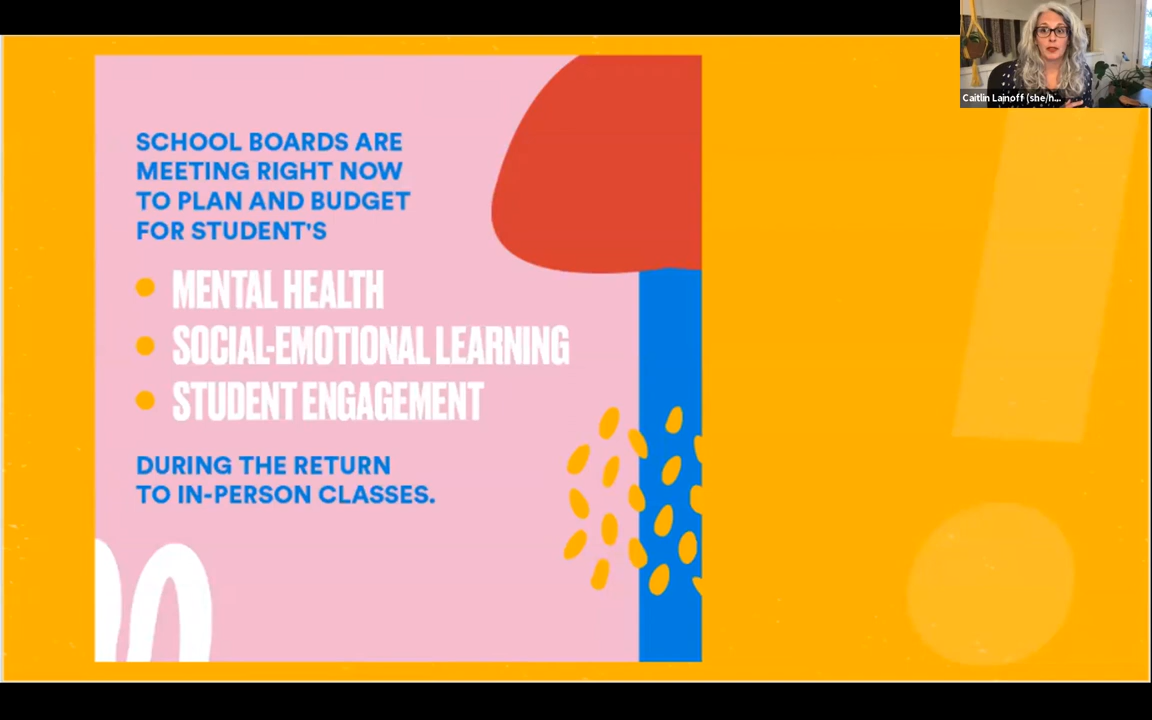 SCHOOL BOARDS ARE
MEETING RIGHT NOW
TO PLAN AND BUDGET
FOR STUDENT'S
MENTAL HEALTH
SOCIAL-EMOTIONAL LEARNING
STUDENT ENGAGEMENT
DURING THE RETURN
TO IN-PERSON CLASSES.
Caitlin Lainoff (she/h...